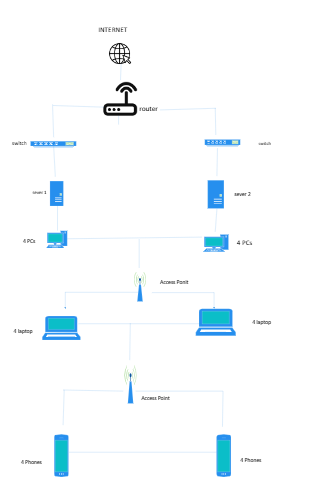 INTERNET
router
switch
switch
sever 1
sever 2
4 PCs
4 PCs
Access Ponit
4 laptop
4 laptop
Access Point
4 Phones
4 Phones